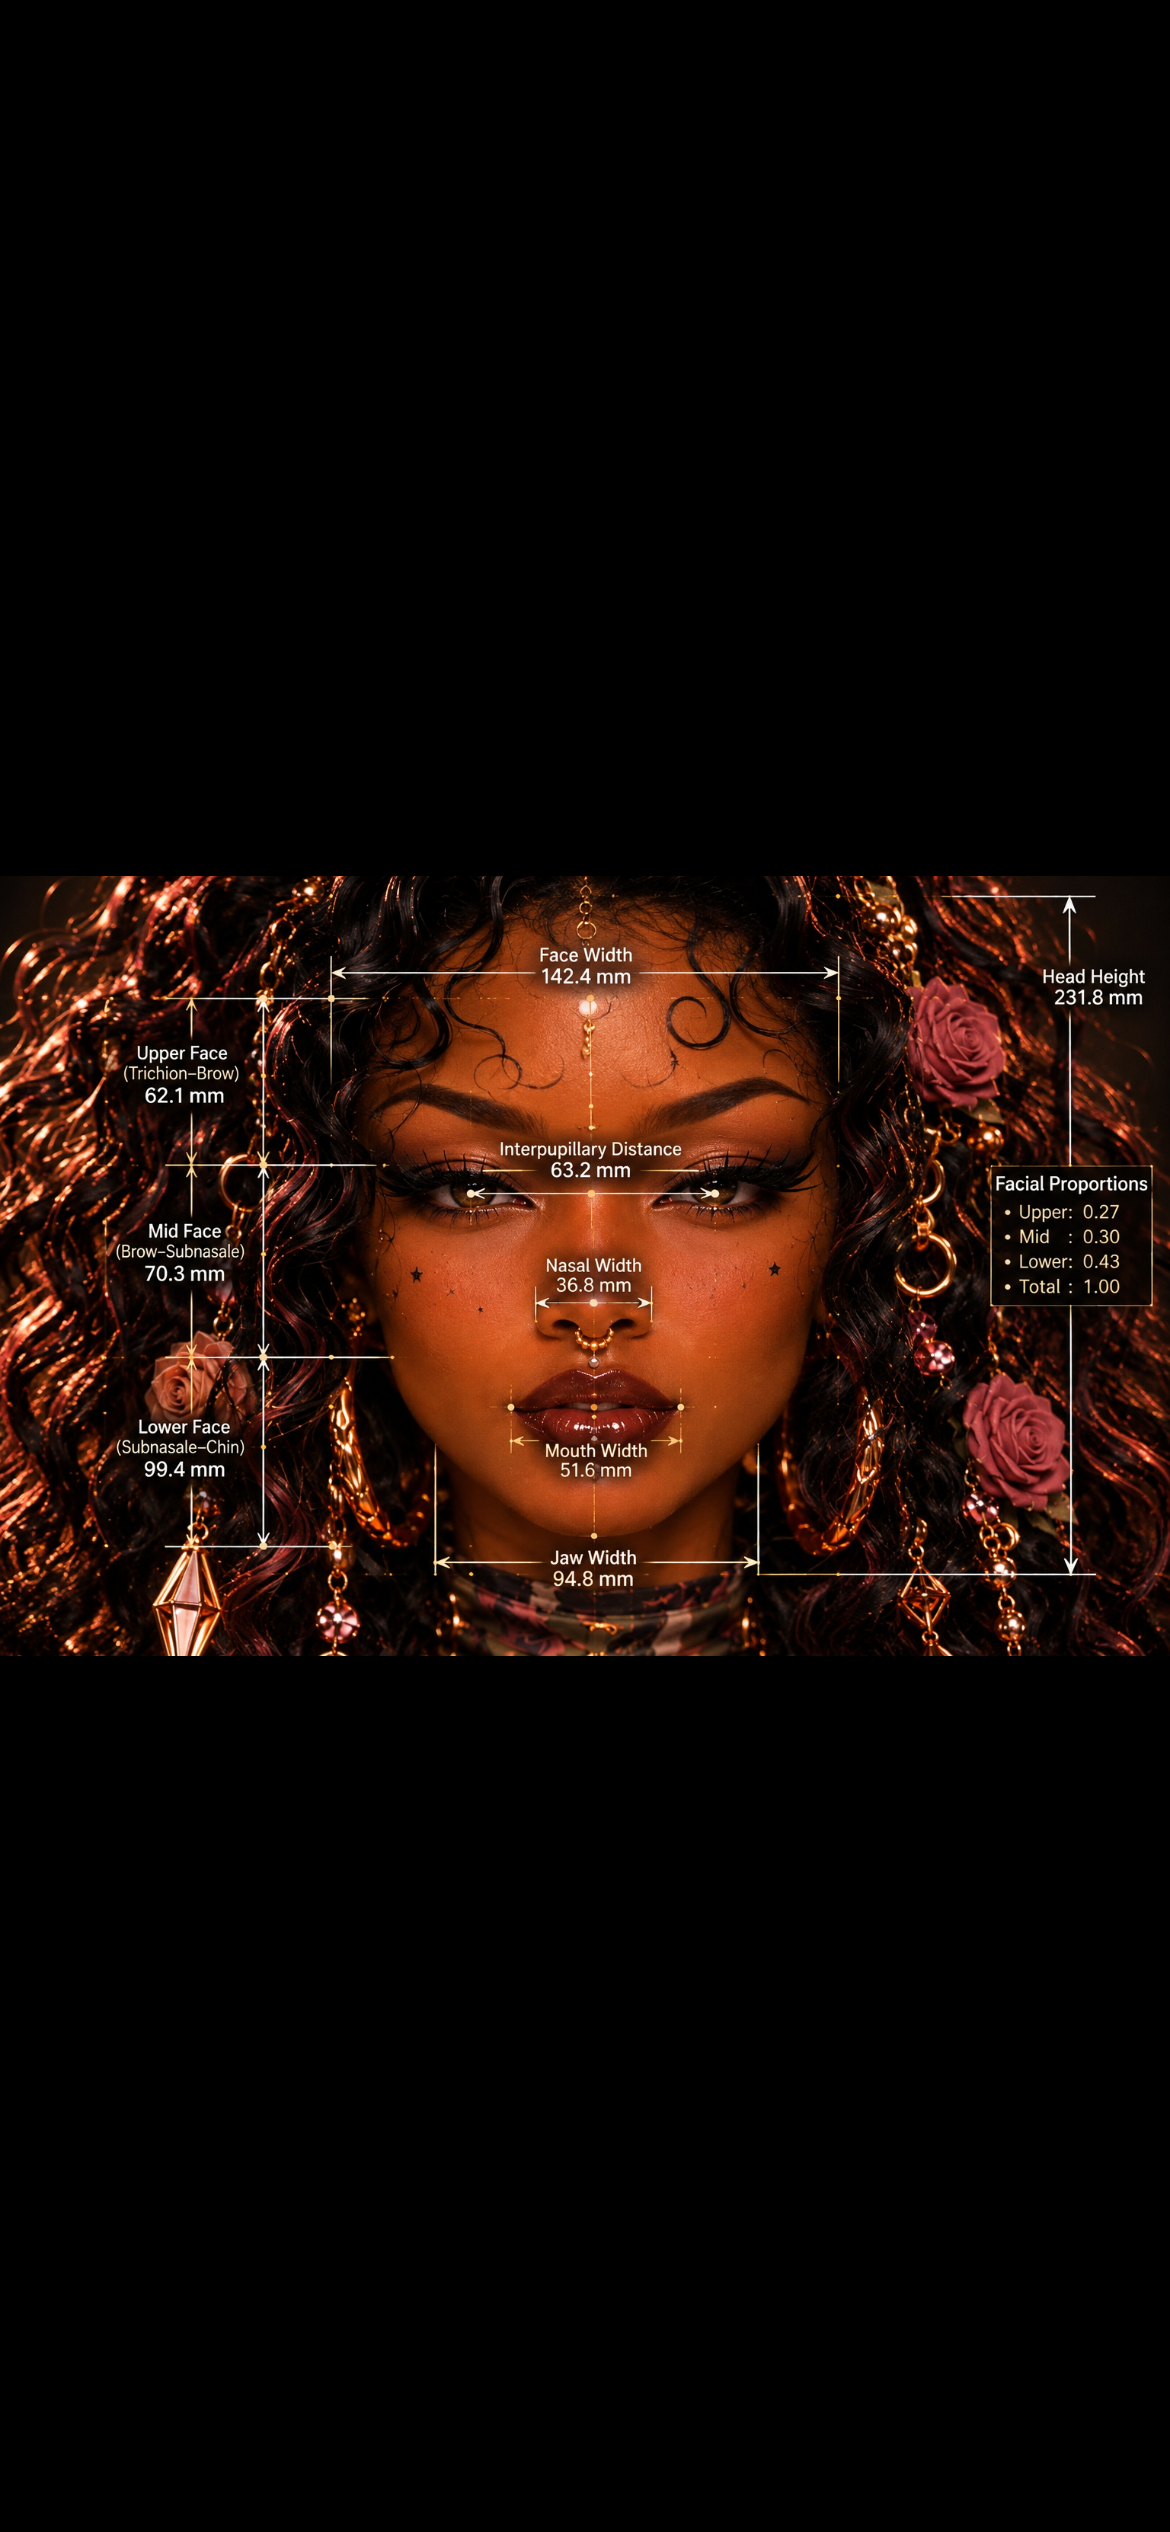 Face Width
142.4 mm
Head Height
231.8 mm
Upper Face
(Trichion–Brow)
62.1 mm
Interpupillary Distance
63.2 mm
Facial Proportions
• Upper: 0.27
• Mid : 0.30
• Lower: 0.43
• Total : 1.00
Mid Face
(Brow–Subnasale)
70.3 mm
Nasal Width
36.8 mm
Lower Face
(Subnasale–Chin)
99.4 mm
Mouth Width
51.6 mm
Jaw Width
94.8 mm